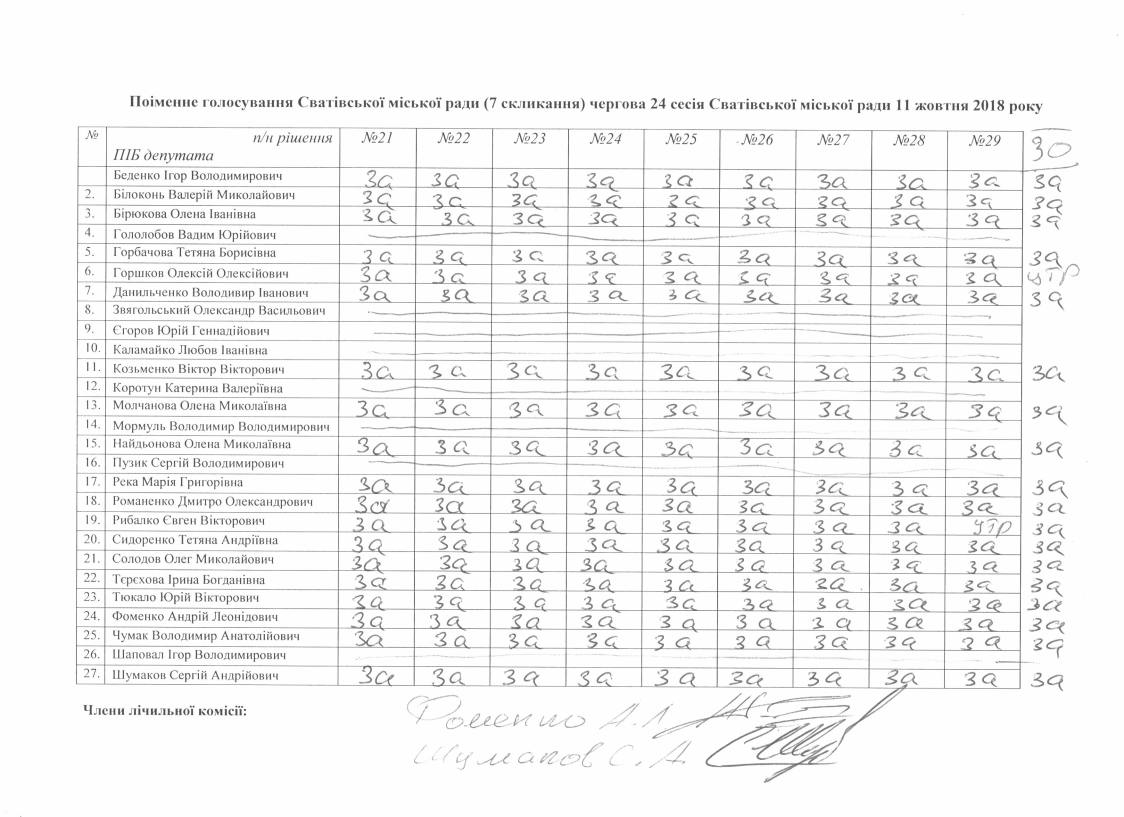 Поіменне голосування Сватівської міської ради (7 скликання) чергова 24 сесія Сватівської міської ради 11 жовтня 2018 року
№ п/н рішення №21 №22 №23 №24 №25 №26 №27 №28 №29 30
ПІБ депутата
Беденко Ігор Володимирович За За За За За За За За За За
2. Білоконь Валерій Миколайович За За За За За За За За За За
3. Бірюкова Олена Іванівна За За За За За За За За За За
4. Гололобов Вадим Юрійович
5. Горбачова Тетяна Борисівна За За За За За За За За За За
6. Горшков Олексій Олексійович За За За За За За За За За утр
7. Данильченко Володивир Іванович За За За За За За За За За За
8. Звягольський Олександр Васильович
9. Єгоров Юрій Геннадійович
10. Каламайко Любов Іванівна
11. Козьменко Віктор Вікторович За За За За За За За За За За
12. Коротун Катерина Валеріївна
13. Молчанова Олена Миколаївна За За За За За За За За За За
14. Мормуль Володимир Володимирович
15. Найдьонова Олена Миколаївна За За За За За За За За За За
16. Пузик Сергій Володимирович
17. Река Марія Григорівна За За За За За За За За За За
18. Романенко Дмитро Олександрович За За За За За За За За За За
19. Рибалко Євген Вікторович За За За За За За За За утр За
20. Сидоренко Тетяна Андріївна За За За За За За За За За За
21. Солодов Олег Миколайович За За За За За За За За За За
22. Тєрєхова Ірина Богданівна За За За За За За За За За За
23. Тюкало Юрій Вікторович За За За За За За За За За За
24. Фоменко Андрій Леонідович За За За За За За За За За За
25. Чумак Володимир Анатолійович За За За За За За За За За За
26. Шаповал Ігор Володимирович
27. Шумаков Сергій Андрійович За За За За За За За За За За
Члени лічильної комісії:
Фоменко А.Л.
Шумаков С.А.